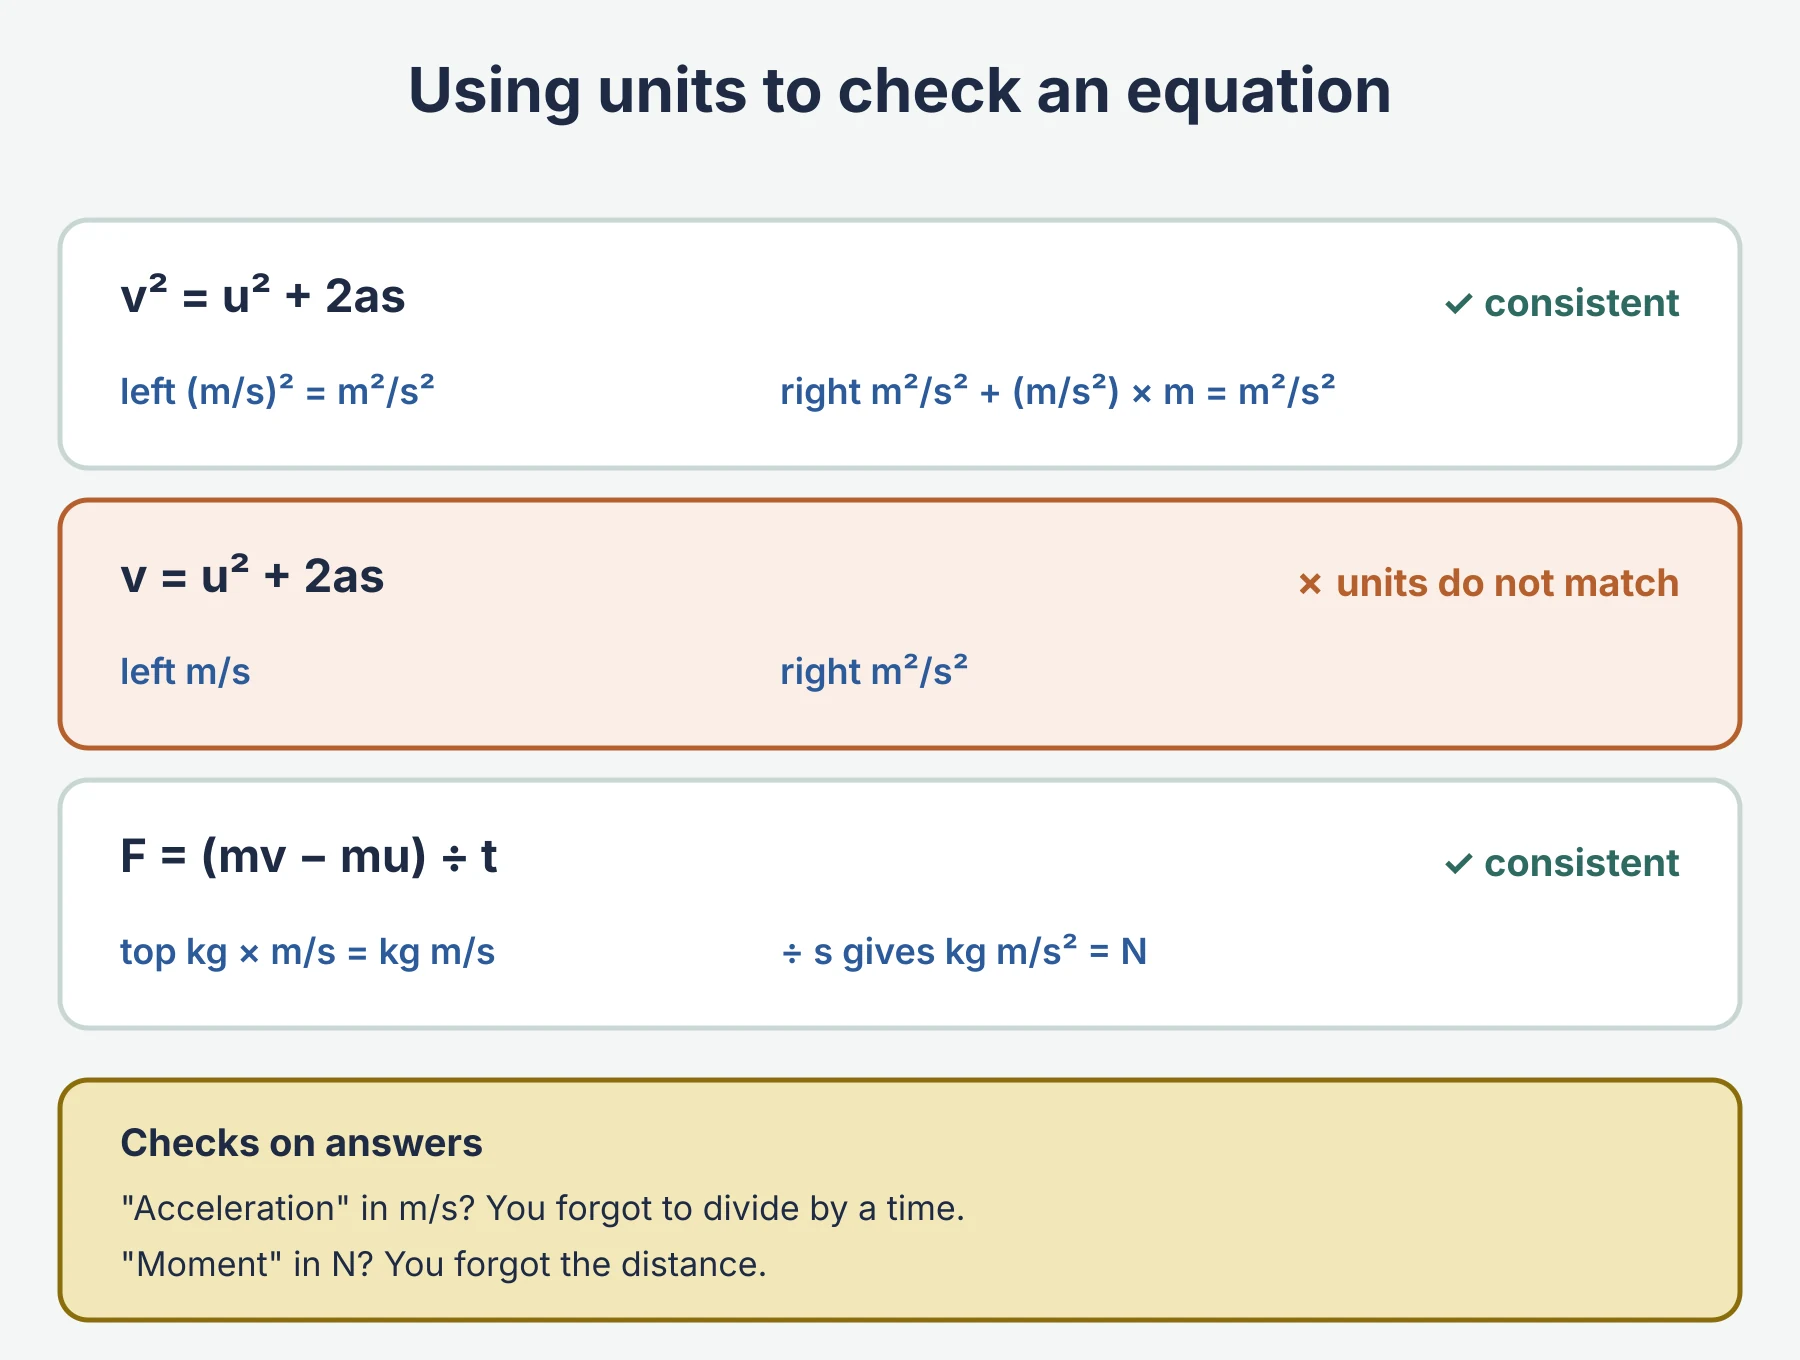 Using units to check an equation
v² = u² + 2as
✓ consistent
left (m/s)² = m²/s²
right m²/s² + (m/s²) × m = m²/s²
v = u² + 2as
× units do not match
left m/s
right m²/s²
F = (mv − mu) ÷ t
✓ consistent
top kg × m/s = kg m/s
÷ s gives kg m/s² = N
Checks on answers
"Acceleration" in m/s? You forgot to divide by a time.
"Moment" in N? You forgot the distance.